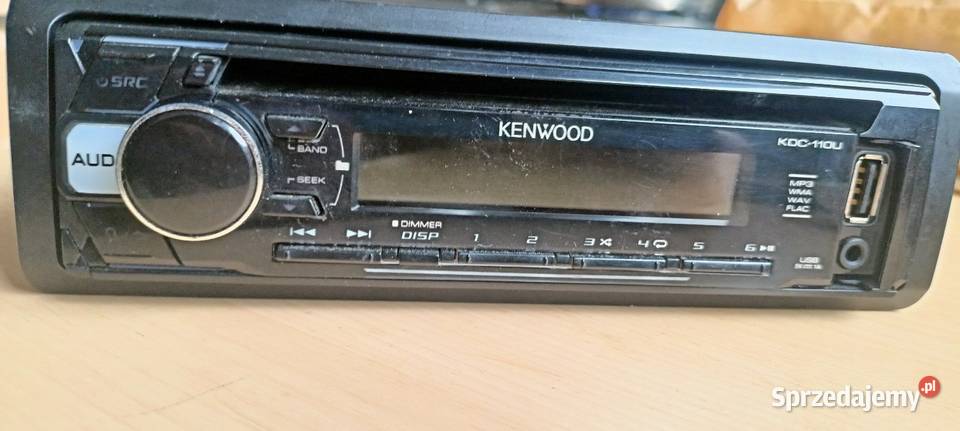 SRC
AUD
BAND
SEEK
KENWOOD
KDC-110U
MP3
WMA
WAV
FLAC
DIMMER
DISP 1 2 3 4 5 6
USB
Sprzedajemy.pl